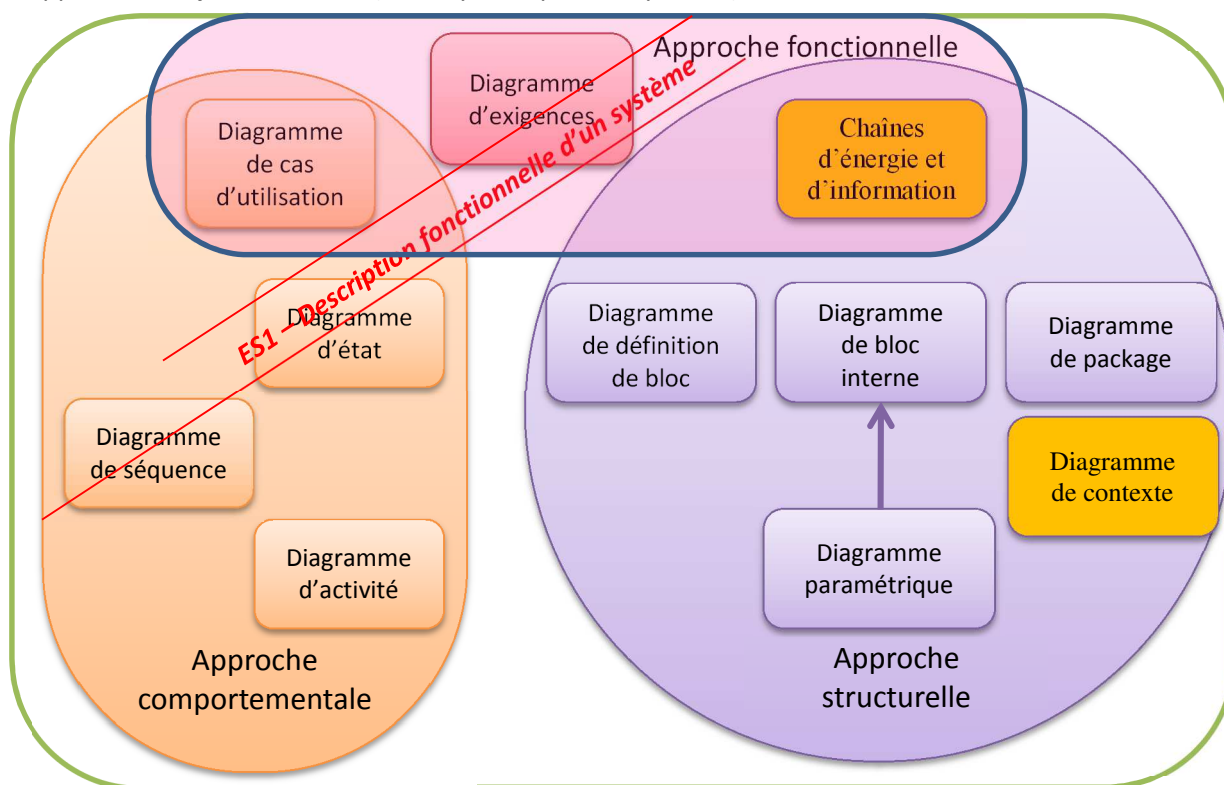 Approche fonctionnelle
Diagramme
d'exigences
Diagramme
de cas
d'utilisation
Chaînes
d'énergie et
d'information
ES1 – Description fonctionnelle d'un système
Diagramme
d'état
Diagramme
de définition
de bloc
Diagramme
de bloc
interne
Diagramme
de package
Diagramme
de séquence
Diagramme
de contexte
Diagramme
d'activité
Diagramme
paramétrique
Approche
comportementale
Approche
structurelle